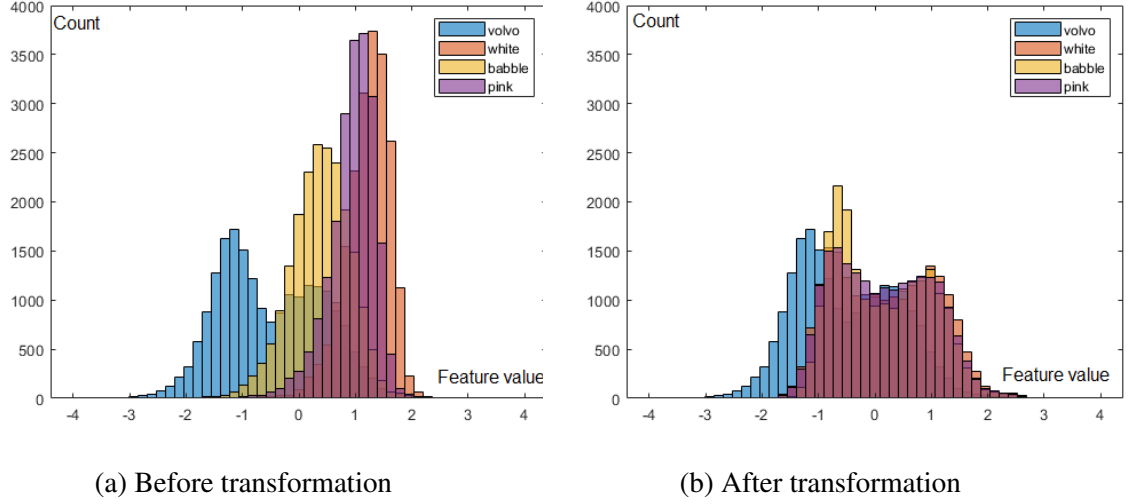 Count
4000
3500
3000
2500
2000
1500
1000
500
0
volvo
white
babble
pink
Feature value
-4 -3 -2 -1 0 1 2 3 4
(a) Before transformation
Count
4000
3500
3000
2500
2000
1500
1000
500
0
volvo
white
babble
pink
Feature value
-4 -3 -2 -1 0 1 2 3 4
(b) After transformation